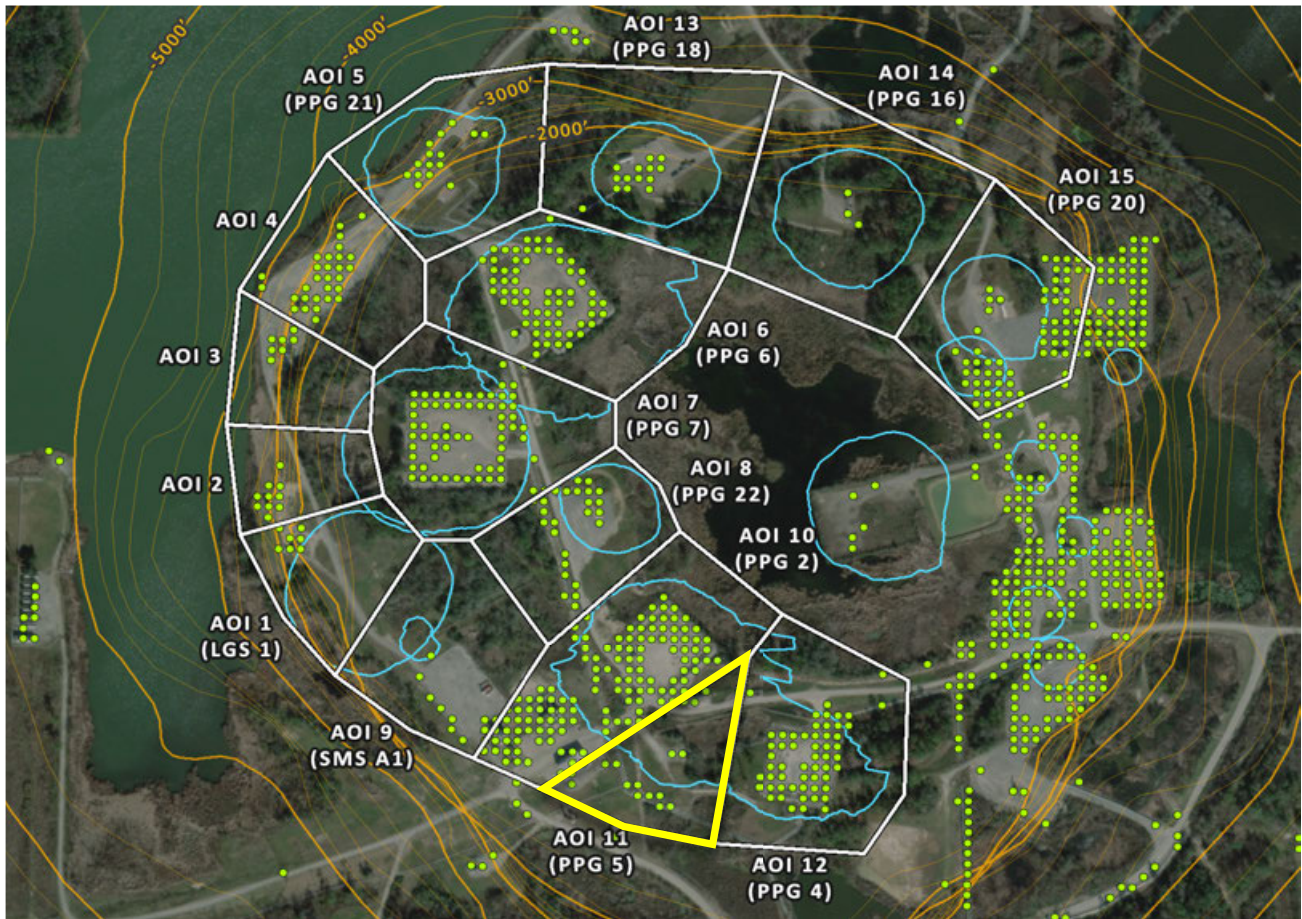 -5000'
-4000'
AOI 13
(PPG 18)
AOI 5
(PPG 21)
AOI 14
(PPG 16)
-3000'
-2000'
AOI 15
(PPG 20)
AOI 4
AOI 3
AOI 6
(PPG 6)
AOI 7
(PPG 7)
AOI 2
AOI 8
(PPG 22)
AOI 10
(PPG 2)
AOI 1
(LGS 1)
AOI 9
(SMS A1)
AOI 11
(PPG 5)
AOI 12
(PPG 4)